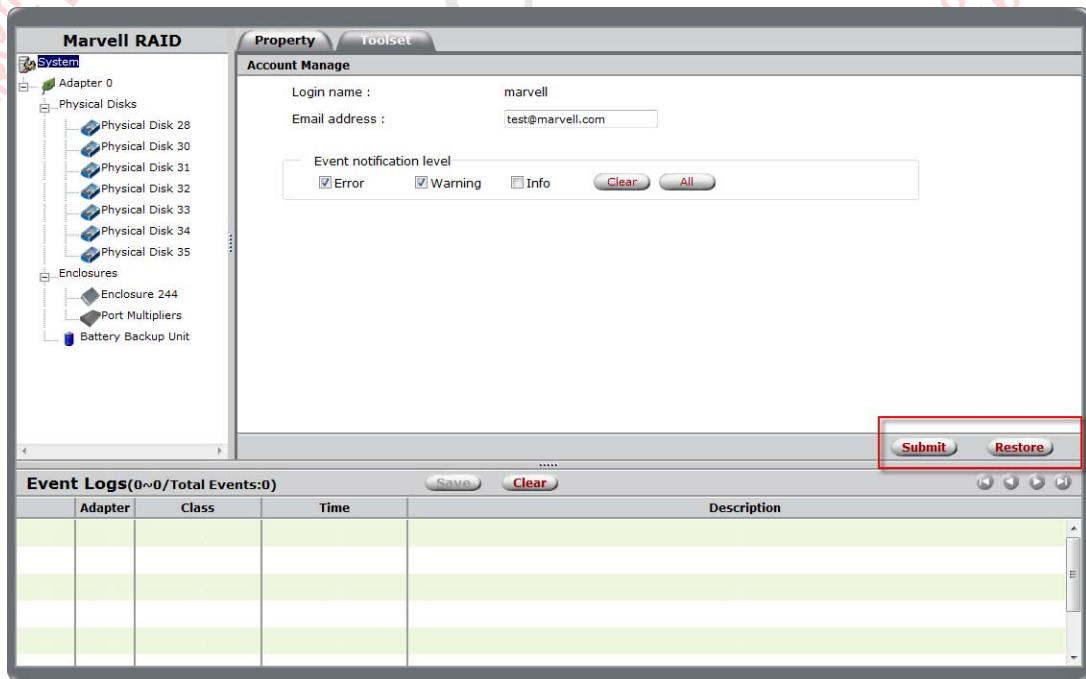 Marvell RAID
Property
Toolset
System
Adapter 0
Physical Disks
Physical Disk 28
Physical Disk 30
Physical Disk 31
Physical Disk 32
Physical Disk 33
Physical Disk 34
Physical Disk 35
Enclosures
Enclosure 244
Port Multipliers
Battery Backup Unit
Account Manage
Login name : marvell
Email address : test@marvell.com
Event notification level
Error Warning Info Clear All
Submit Restore
Event Logs(0~0/Total Events:0) Save Clear
Adapter Class Time Description